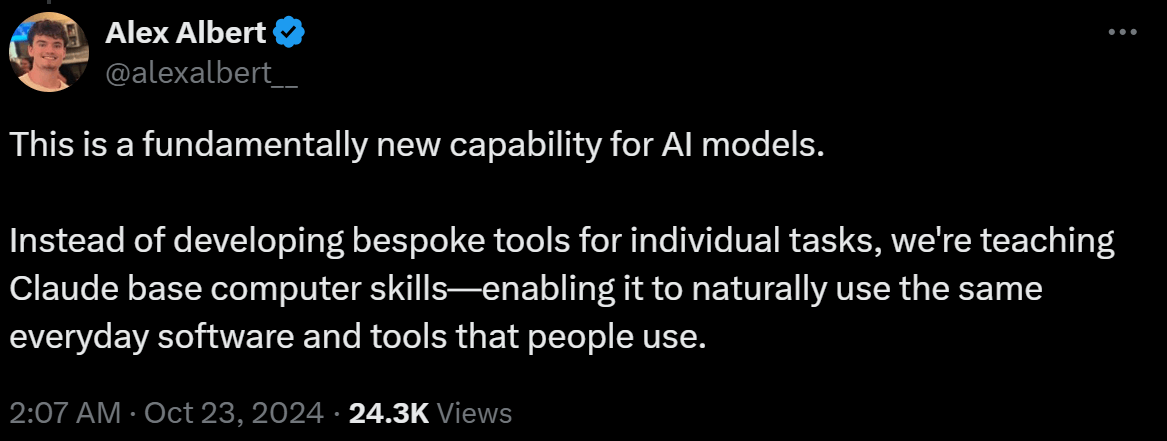 Alex Albert
@alexalbert__
This is a fundamentally new capability for AI models.
Instead of developing bespoke tools for individual tasks, we're teaching
Claude base computer skills—enabling it to naturally use the same
everyday software and tools that people use.
2:07 AM · Oct 23, 2024 · 24.3K Views